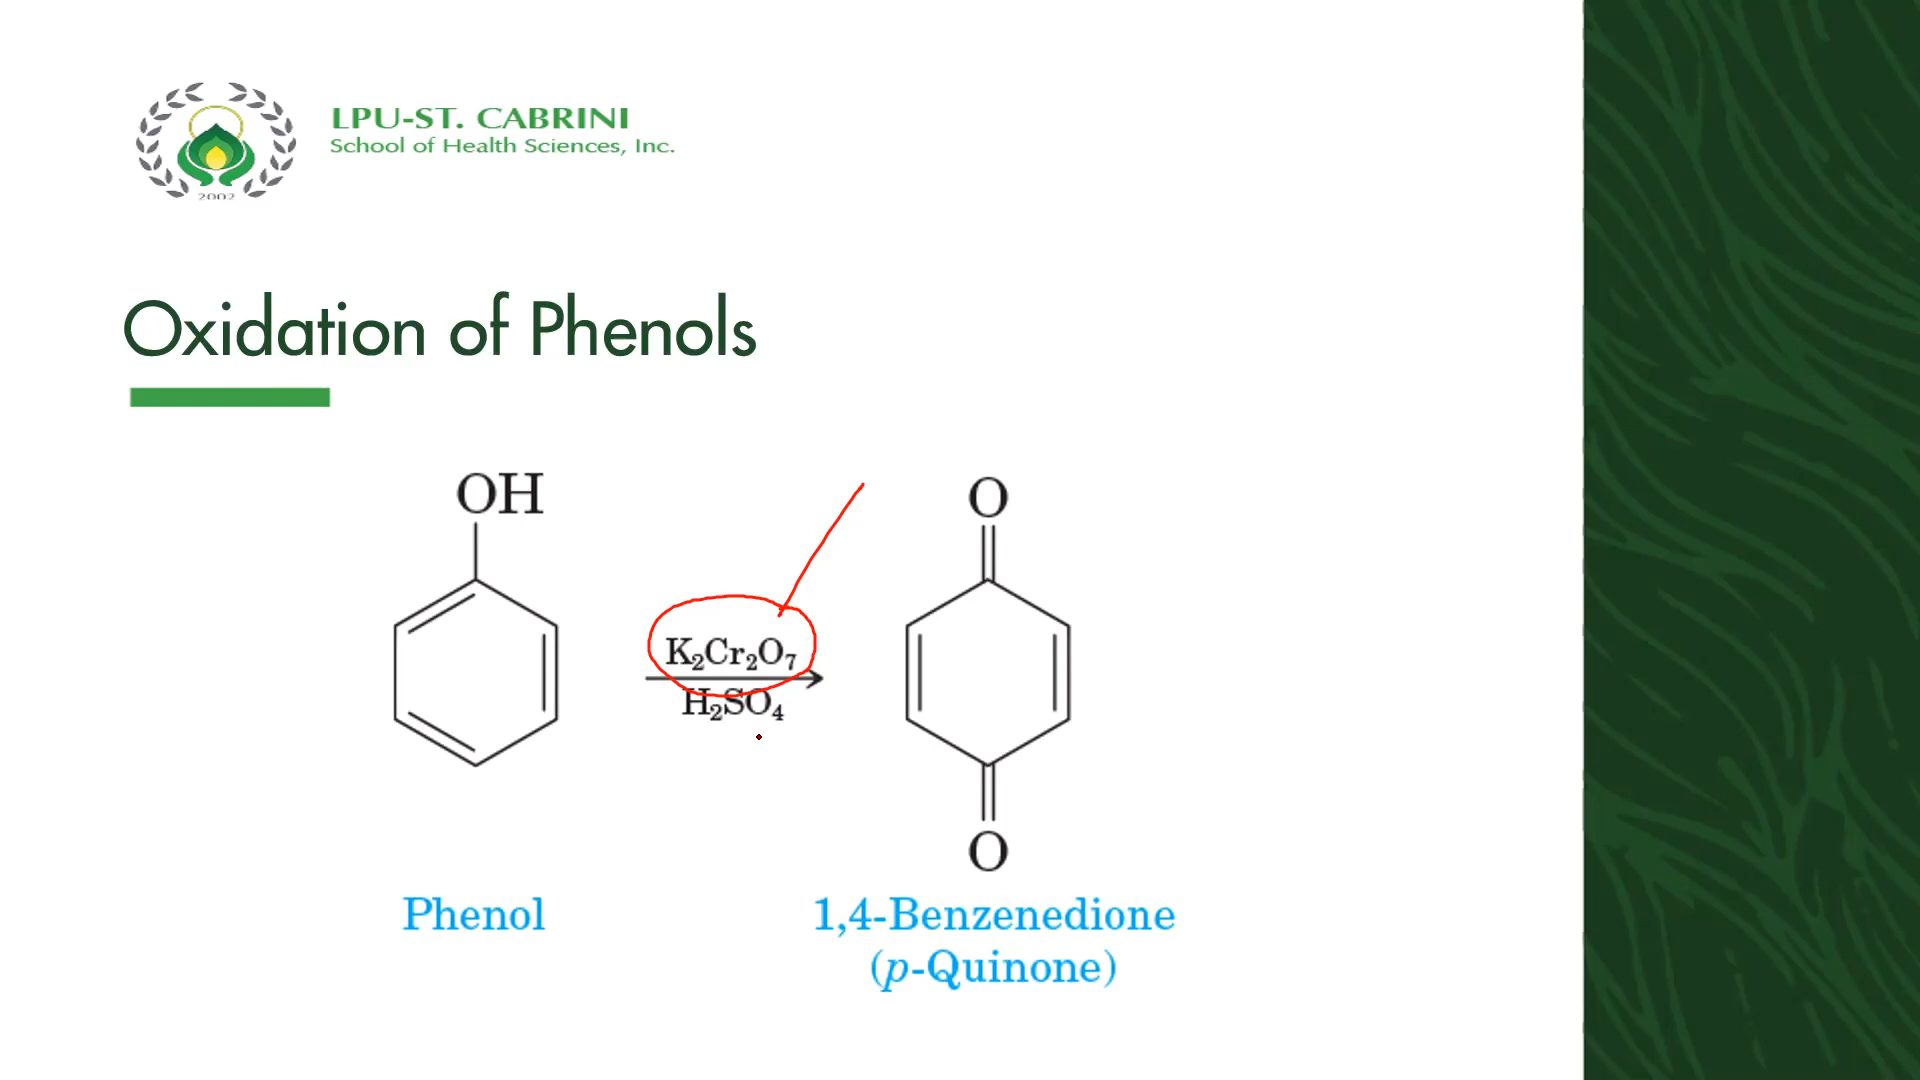 LPU-ST. CABRINI
School of Health Sciences, Inc.
2002
Oxidation of Phenols
OH
O
K₂Cr₂O₇
H₂SO₄
O
Phenol
1,4-Benzenedione
(p-Quinone)